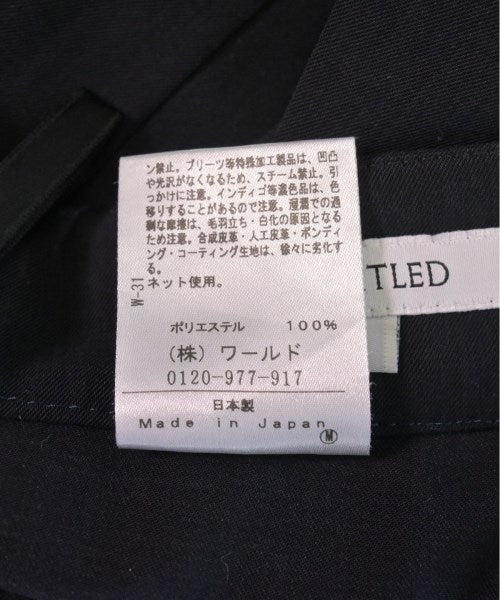 ン禁止。プリーツ等特殊加工製品は、凹凸
や光沢がなくなるため、スチーム禁止。引
っかけに注意。インディゴ等濃色品は、色
移りすることがあるので注意。湿潤での過
剰な摩擦は、毛羽立ち・白化の原因となる
ため注意。合成皮革・人工皮革・ボンディ
ング・コーティング生地は、徐々に劣化す
る。
ネット使用。
W-31
ポリエステル 100%
(株) ワールド
0120-977-917
日本製
Made in Japan
M
TLED